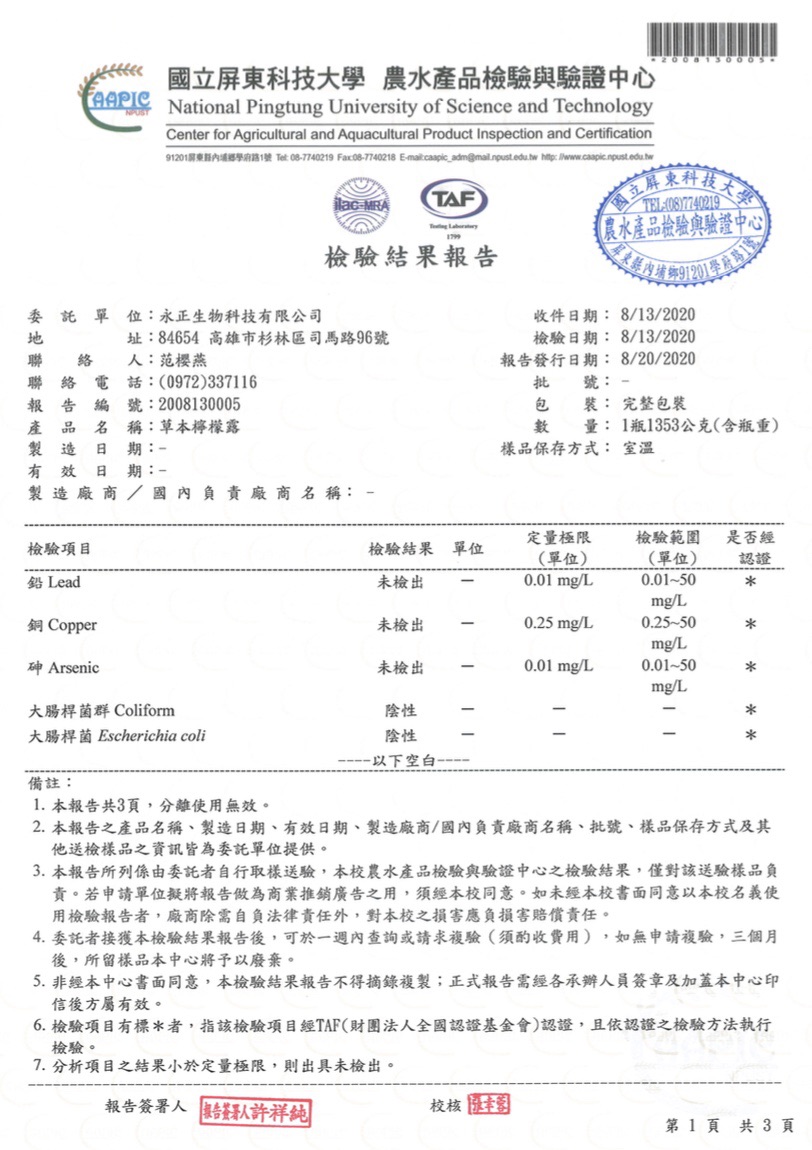 *2008130005*
CAAPIC
NPUST
國立屏東科技大學 農水產品檢驗與驗證中心
National Pingtung University of Science and Technology
Center for Agricultural and Aquacultural Product Inspection and Certification
91201屏東縣內埔鄉學府路1號 Tel: 08-7740219 Fax:08-7740218 E-mail:caapic_adm@mail.npust.edu.tw http: //www.caapic.npust.edu.tw
ilac-MRA
TAF
Testing Laboratory
1799
國立屏東科技大學
TEL:(08)7740219
農水產品檢驗與驗證中心
屏東縣內埔鄉91201學府路1號
檢驗結果報告
委託單位：永正生物科技有限公司 收件日期： 8/13/2020
地址：84654 高雄市杉林區司馬路96號 檢驗日期： 8/13/2020
聯絡人：范櫻燕 報告發行日期： 8/20/2020
聯絡電話：(0972)337116 批號： -
報告編號：2008130005 包裝： 完整包裝
產品名稱：草本檸檬露 數量： 1瓶1353公克(含瓶重)
製造日期：- 樣品保存方式： 室溫
有效日期：-
製造廠商／國內負責廠商名稱： -
檢驗項目 檢驗結果 單位 定量極限（單位） 檢驗範圍（單位） 是否經認證
鉛 Lead 未檢出 — 0.01 mg/L 0.01~50 mg/L ＊
銅 Copper 未檢出 — 0.25 mg/L 0.25~50 mg/L ＊
砷 Arsenic 未檢出 — 0.01 mg/L 0.01~50 mg/L ＊
大腸桿菌群 Coliform 陰性 — — — ＊
大腸桿菌 Escherichia coli 陰性 — — — ＊
----以下空白----
備註：
1. 本報告共3頁，分離使用無效。
2. 本報告之產品名稱、製造日期、有效日期、製造廠商/國內負責廠商名稱、批號、樣品保存方式及其
他送檢樣品之資訊皆為委託單位提供。
3. 本報告所列係由委託者自行取樣送驗，本校農水產品檢驗與驗證中心之檢驗結果，僅對該送驗樣品負
責。若申請單位擬將報告做為商業推銷廣告之用，須經本校同意。如未經本校書面同意以本校名義使
用檢驗報告者，廠商除需自負法律責任外，對本校之損害應負損害賠償責任。
4. 委託者接獲本檢驗結果報告後，可於一週內查詢或請求複驗（須酌收費用），如無申請複驗，三個月
後，所留樣品本中心將予以廢棄。
5. 非經本中心書面同意，本檢驗結果報告不得摘錄複製；正式報告需經各承辦人員簽章及加蓋本中心印
信後方屬有效。
6. 檢驗項目有標＊者，指該檢驗項目經TAF(財團法人全國認證基金會)認證，且依認證之檢驗方法執行
檢驗。
7. 分析項目之結果小於定量極限，則出具未檢出。
報告簽署人 報告簽署人許祥純 校核
第 1 頁 共 3 頁